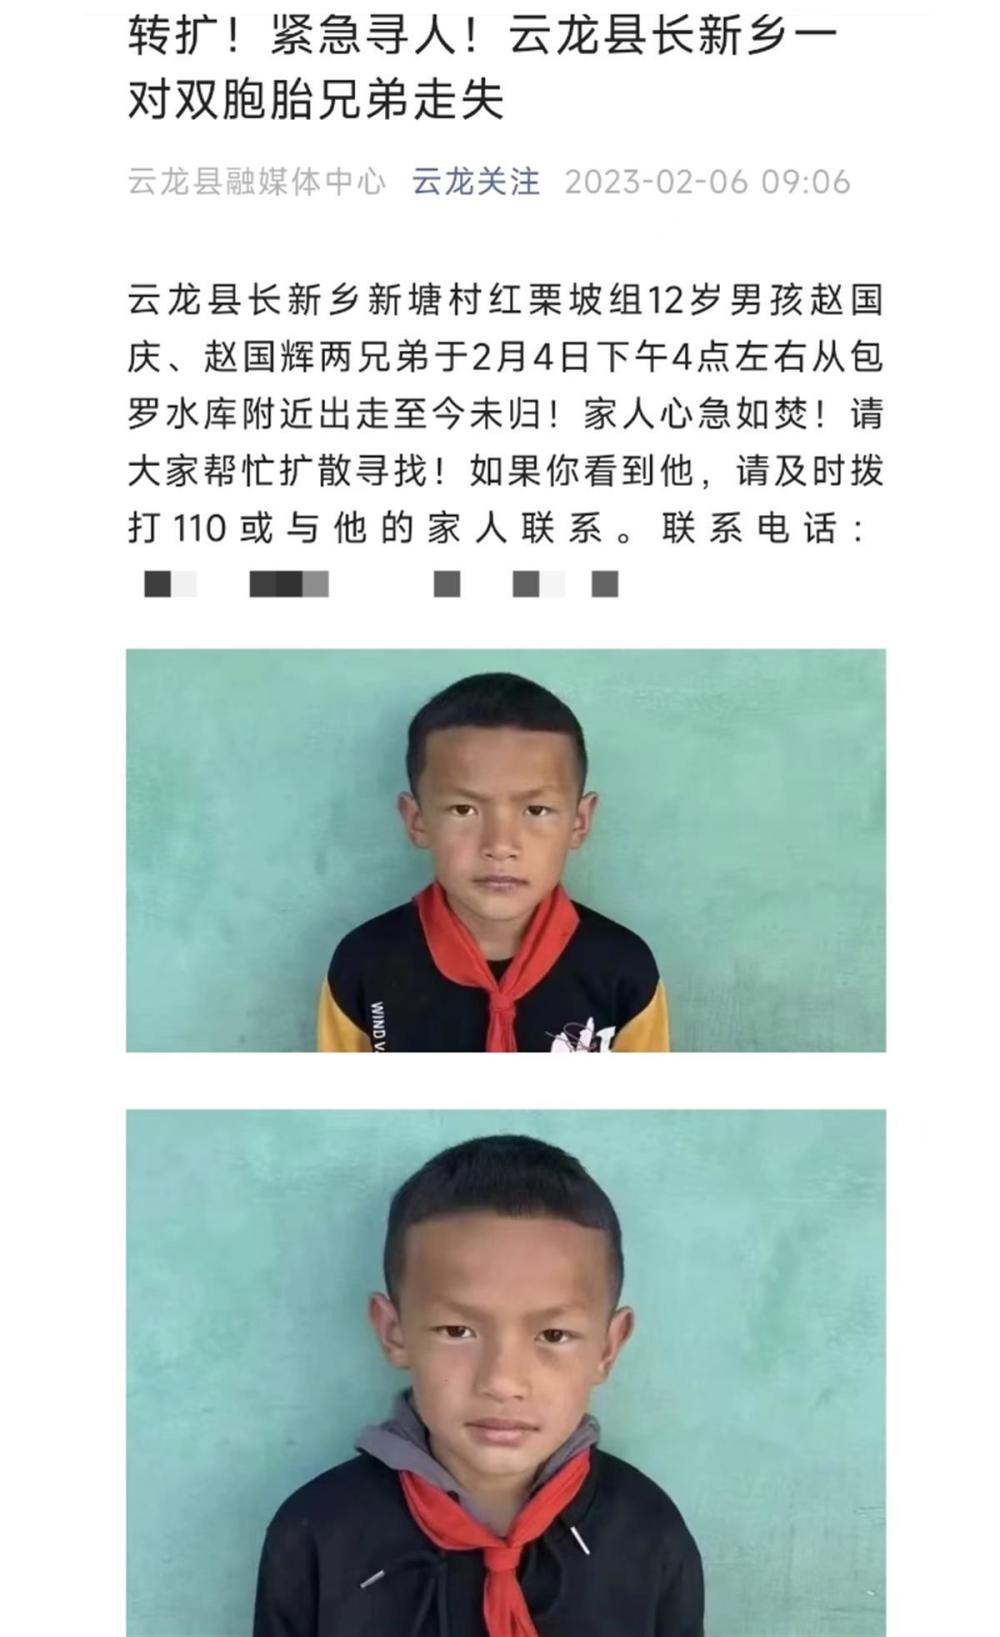 转扩！紧急寻人！云龙县长新乡一
对双胞胎兄弟走失
云龙县融媒体中心 云龙关注 2023-02-06 09:06
云龙县长新乡新塘村红栗坡组12岁男孩赵国
庆、赵国辉两兄弟于2月4日下午4点左右从包
罗水库附近出走至今未归！家人心急如焚！请
大家帮忙扩散寻找！如果你看到他，请及时拨
打110或与他的家人联系。联系电话：
WIND